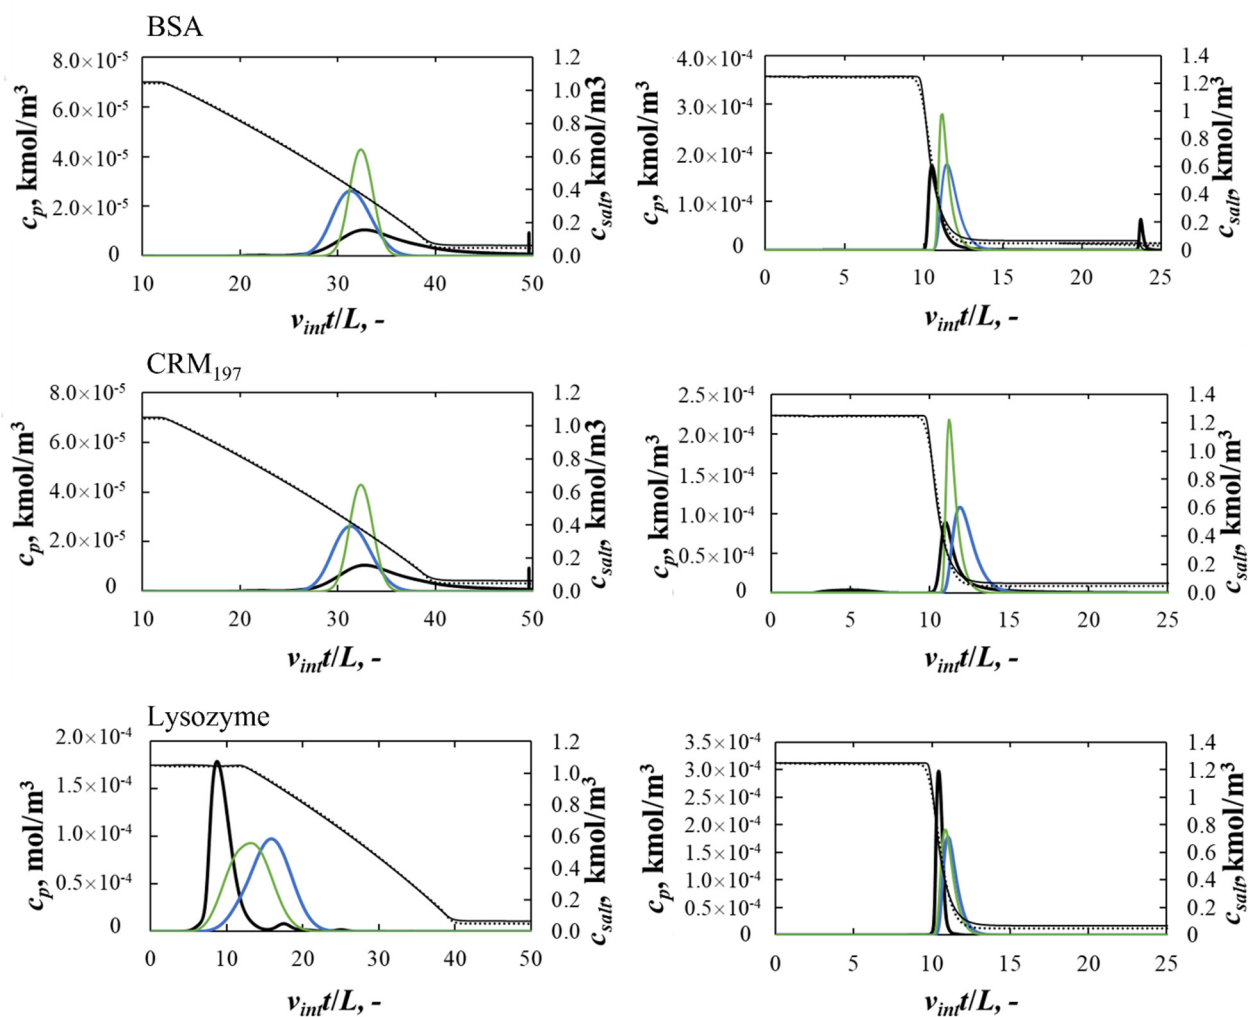 BSA
8.0×10⁻⁵
6.0×10⁻⁵
4.0×10⁻⁵
2.0×10⁻⁵
0
cₚ, kmol/m³
1.2
1.0
0.8
0.6
0.4
0.2
0.0
c_salt, kmol/m3
10 20 30 40 50
v_int t/L, -
4.0×10⁻⁴
3.0×10⁻⁴
2.0×10⁻⁴
1.0×10⁻⁴
0
cₚ, kmol/m³
1.4
1.2
1
0.8
0.6
0.4
0.2
0
c_salt, kmol/m³
0 5 10 15 20 25
v_int t/L, -
CRM₁₉₇
8.0×10⁻⁵
6.0×10⁻⁵
4.0×10⁻⁵
2.0×10⁻⁵
0
cₚ, kmol/m³
1.2
1.0
0.8
0.6
0.4
0.2
0.0
c_salt, kmol/m3
10 20 30 40 50
v_int t/L, -
2.5×10⁻⁴
2.0×10⁻⁴
1.5×10⁻⁴
1.0×10⁻⁴
0.5×10⁻⁴
0
cₚ, kmol/m³
1.4
1.2
1.0
0.8
0.6
0.4
0.2
0.0
c_salt, kmol/m³
0 5 10 15 20 25
v_int t/L, -
Lysozyme
2.0×10⁻⁴
1.5×10⁻⁴
1.0×10⁻⁴
0.5×10⁻⁴
0
cₚ, mol/m³
1.2
1.0
0.8
0.6
0.4
0.2
0.0
c_salt, kmol/m³
0 10 20 30 40 50
v_int t/L, -
3.5×10⁻⁴
3.0×10⁻⁴
2.5×10⁻⁴
2.0×10⁻⁴
1.5×10⁻⁴
1.0×10⁻⁴
0.5×10⁻⁴
0
cₚ, kmol/m³
1.4
1.2
1
0.8
0.6
0.4
0.2
0
c_salt, kmol/m³
0 5 10 15 20 25
v_int t/L, -